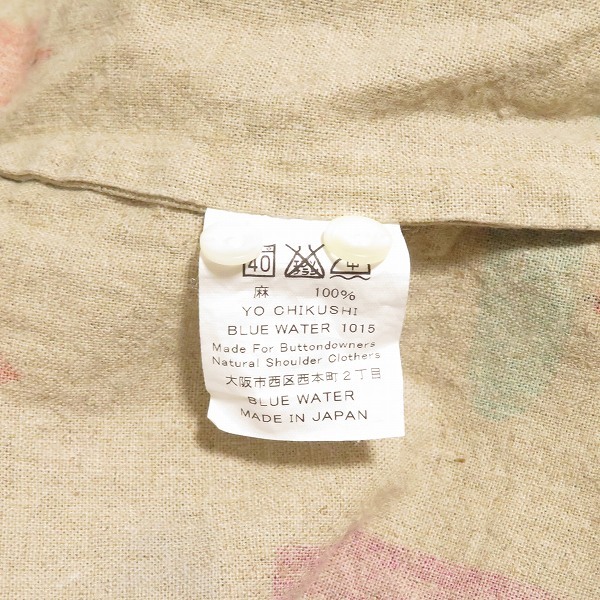 40
麻 100%
YO CHIKUSHI
BLUE WATER 1015
Made For Buttondowners
Natural Shoulder Clothers
大阪市西区西本町2丁目
BLUE WATER
MADE IN JAPAN